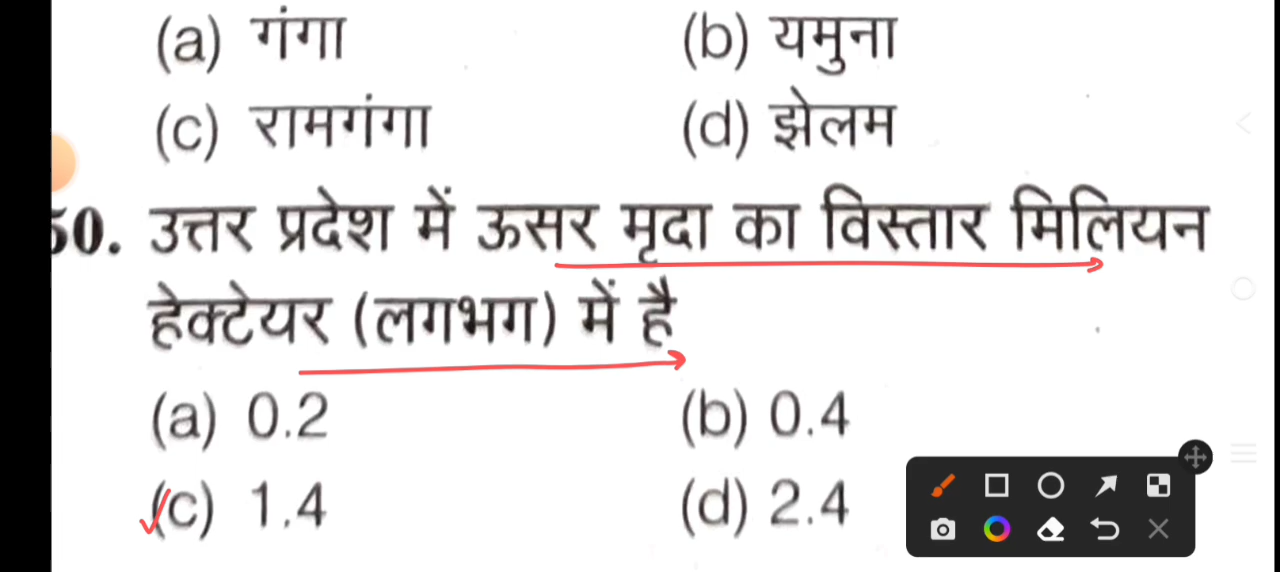 (a) गंगा (b) यमुना
(c) रामगंगा (d) झेलम
50. उत्तर प्रदेश में ऊसर मृदा का विस्तार मिलियन
हेक्टेयर (लगभग) में है
(a) 0.2 (b) 0.4
(c) 1.4 (d) 2.4